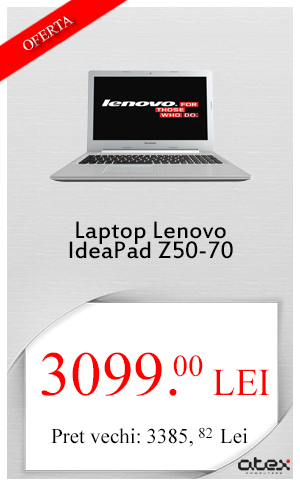 OFERTA
lenovo. FOR
THOSE
WHO DO.
Laptop Lenovo
IdeaPad Z50-70
3099.00 LEI
Pret vechi: 3385, 82 Lei
atex